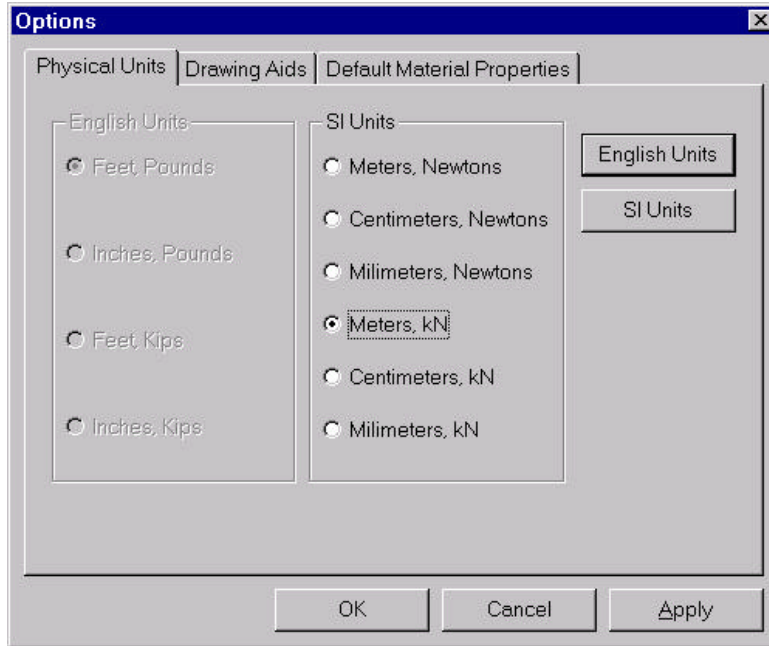 Options
Physical Units
Drawing Aids
Default Material Properties
English Units
Feet, Pounds
Inches, Pounds
Feet, Kips
Inches, Kips
SI Units
Meters, Newtons
Centimeters, Newtons
Milimeters, Newtons
Meters, kN
Centimeters, kN
Milimeters, kN
English Units
SI Units
OK
Cancel
Apply